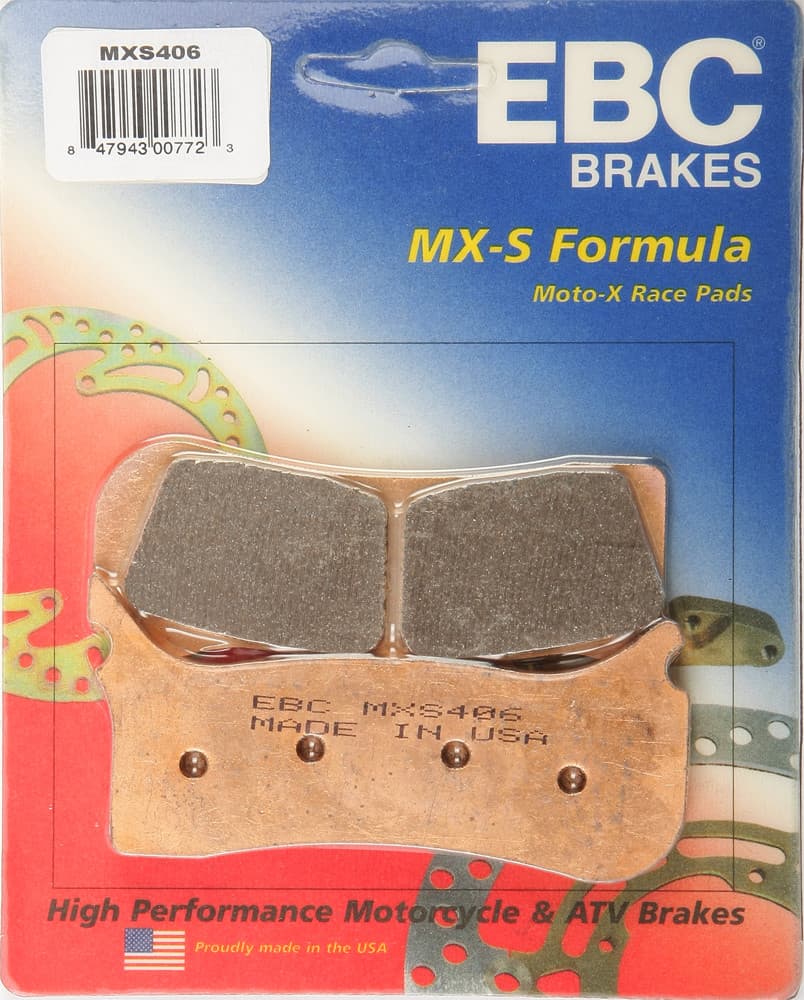 MXS406
8 47943 00772 3
EBC®
BRAKES
MX-S Formula
Moto-X Race Pads
EBC MXS406
MADE IN USA
High Performance Motorcycle & ATV Brakes
Proudly made in the USA